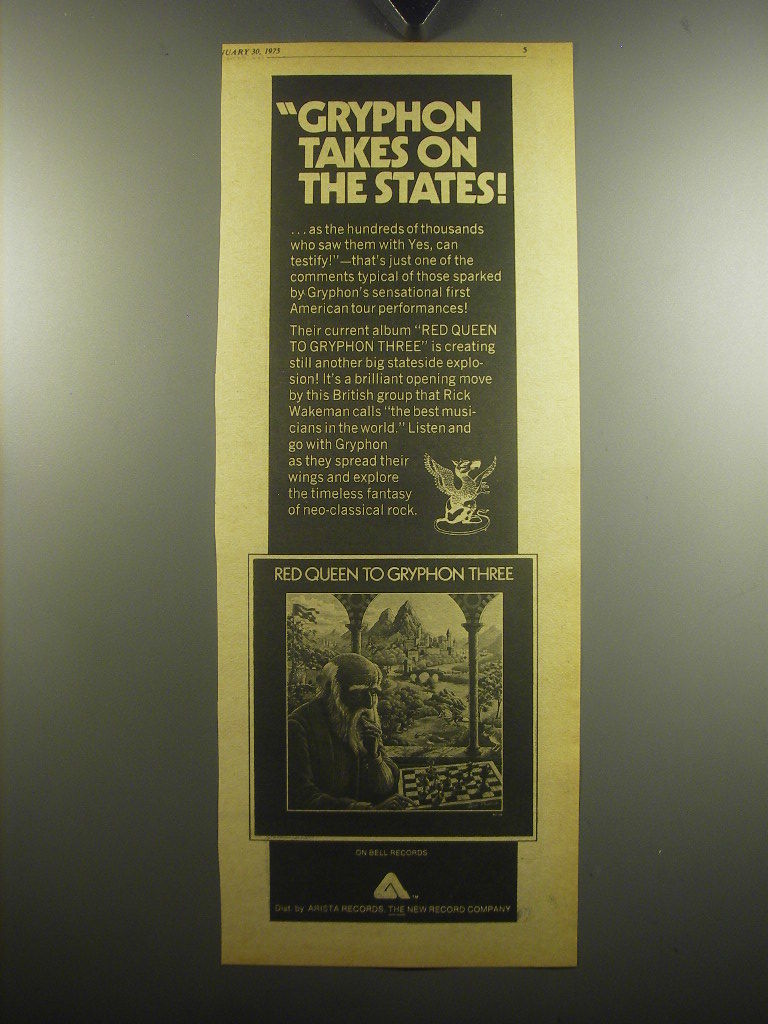 UARY 30, 1975 5
"GRYPHON
TAKES ON
THE STATES!
...as the hundreds of thousands
who saw them with Yes, can
testify!"—that's just one of the
comments typical of those sparked
by Gryphon's sensational first
American tour performances!
Their current album "RED QUEEN
TO GRYPHON THREE" is creating
still another big stateside explo-
sion! It's a brilliant opening move
by this British group that Rick
Wakeman calls "the best musi-
cians in the world." Listen and
go with Gryphon
as they spread their
wings and explore
the timeless fantasy
of neo-classical rock.
RED QUEEN TO GRYPHON THREE
ON BELL RECORDS
TM
Dist. by ARISTA RECORDS, THE NEW RECORD COMPANY